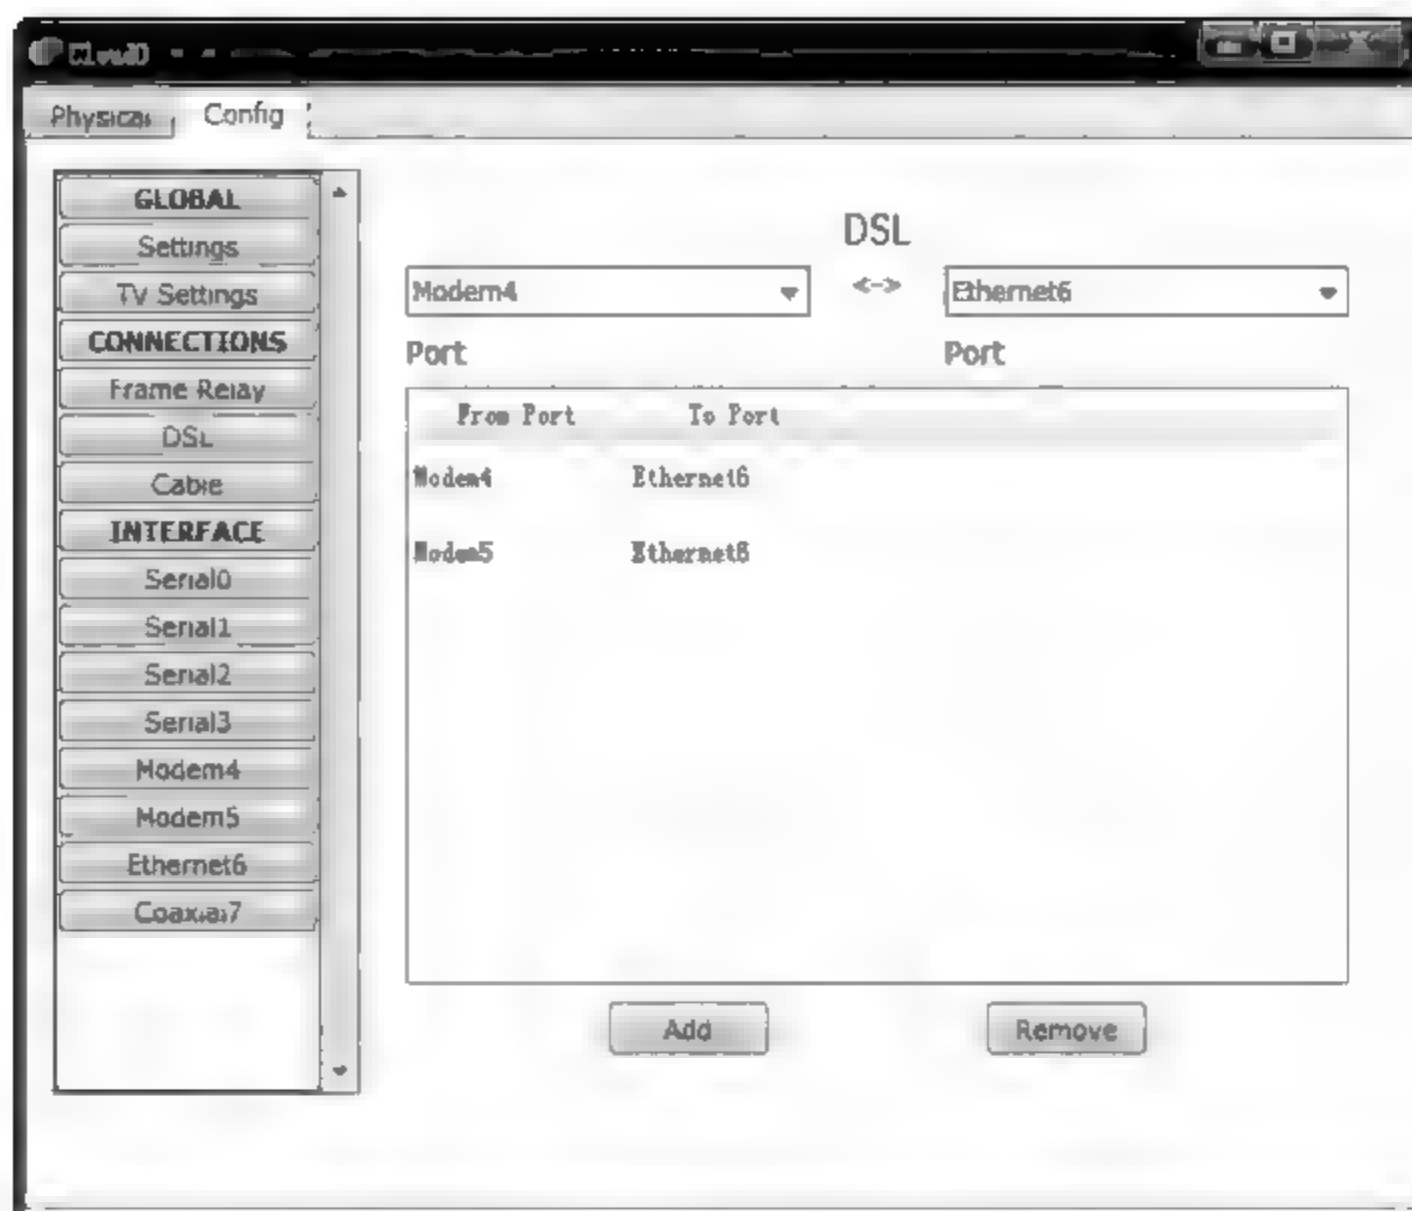 Cloud0
Physical Config
GLOBAL
Settings
TV Settings
CONNECTIONS
Frame Relay
DSL
Cable
INTERFACE
Serial0
Serial1
Serial2
Serial3
Modem4
Modem5
Ethernet6
Coaxial7
DSL
Modem4 <-> Ethernet6
Port Port
From Port To Port
Modem4 Ethernet6
Modem5 Ethernet6
Add Remove